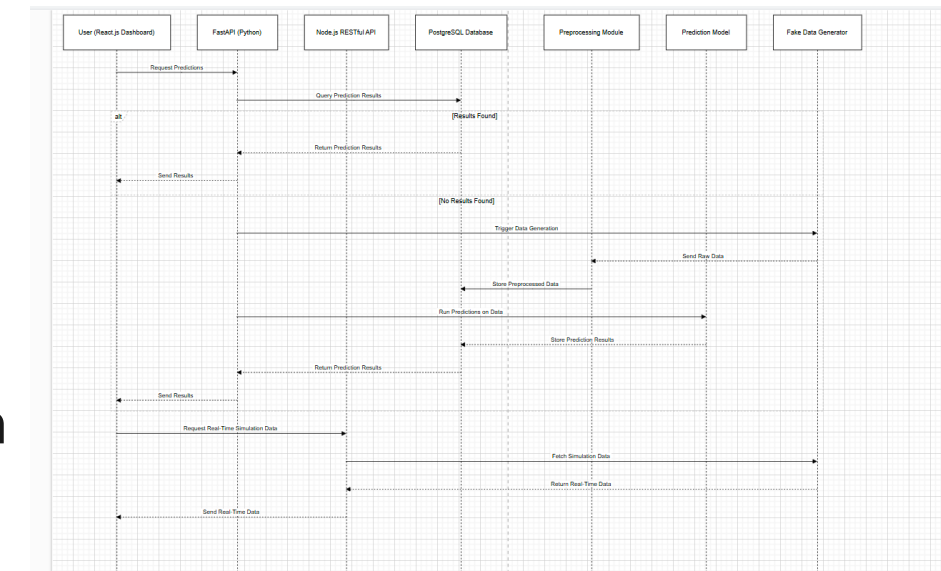 User (React.js Dashboard)
FastAPI (Python)
Node.js RESTful API
PostgreSQL Database
Preprocessing Module
Prediction Model
Fake Data Generator
Request Predictions
Query Prediction Results
alt
[Results Found]
Return Prediction Results
Send Results
[No Results Found]
Trigger Data Generation
Send Raw Data
Store Preprocessed Data
Run Predictions on Data
Store Prediction Results
Return Prediction Results
Send Results
Request Real-Time Simulation Data
Fetch Simulation Data
Return Real-Time Data
Send Real-Time Data